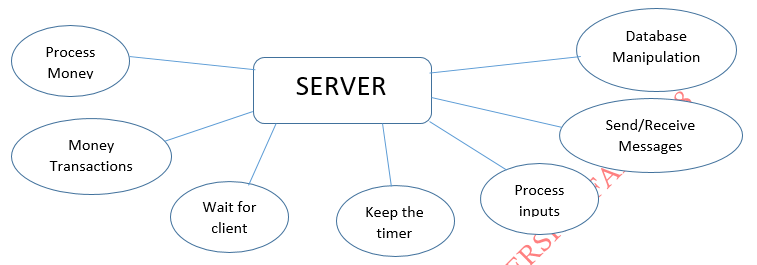 Process
Money
SERVER
Database
Manipulation
Money
Transactions
Send/Receive
Messages
Wait for
client
Keep the
timer
Process
inputs